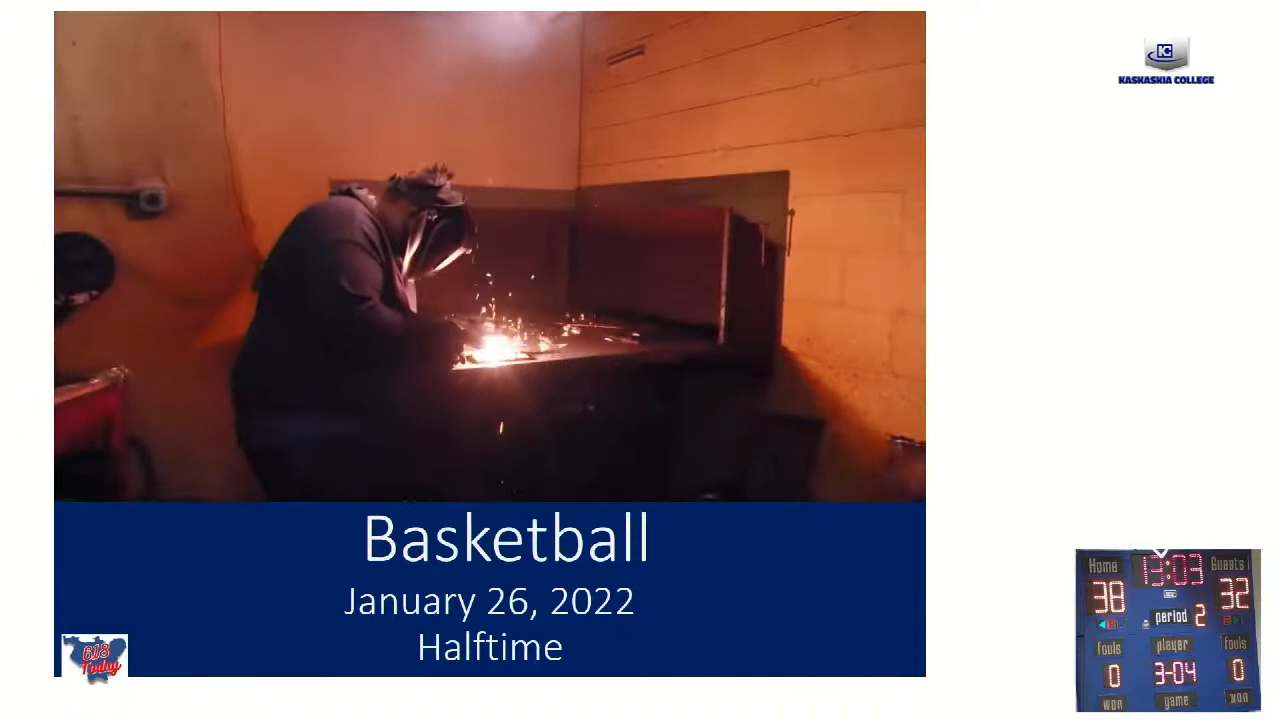 KC
KASKASKIA COLLEGE
Basketball
January 26, 2022
Halftime
618
Today
Home 13:03 Guests
38 32
period 2
fouls player fouls
0 3-04 0
won game won